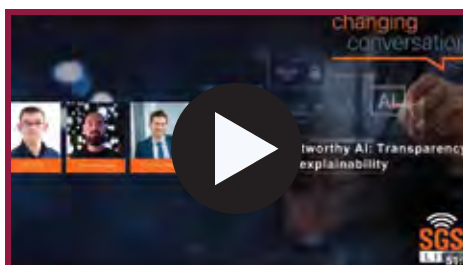 changing
conversation
AI
tworthy AI: Transparency
explainability
SGS